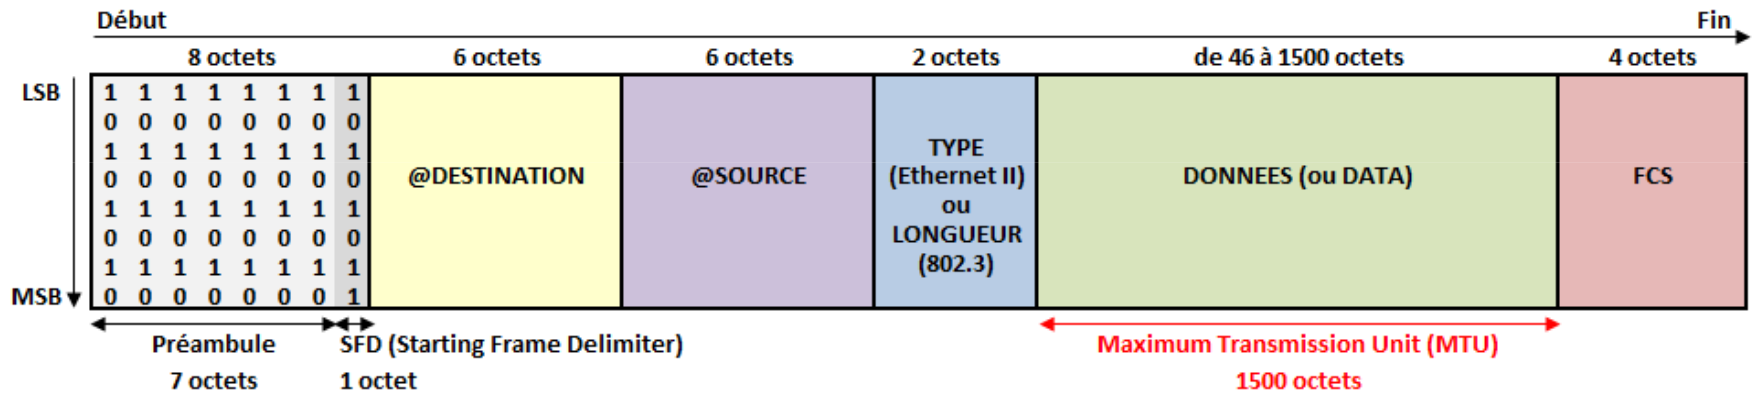 Début Fin
8 octets 6 octets 6 octets 2 octets de 46 à 1500 octets 4 octets
LSB 1 1 1 1 1 1 1 1
0 0 0 0 0 0 0 0
1 1 1 1 1 1 1 1
0 0 0 0 0 0 0 0
1 1 1 1 1 1 1 1
0 0 0 0 0 0 0 0
1 1 1 1 1 1 1 1
MSB 0 0 0 0 0 0 0 1
@DESTINATION
@SOURCE
TYPE
(Ethernet II)
ou
LONGUEUR
(802.3)
DONNEES (ou DATA)
FCS
Préambule
7 octets
SFD (Starting Frame Delimiter)
1 octet
Maximum Transmission Unit (MTU)
1500 octets